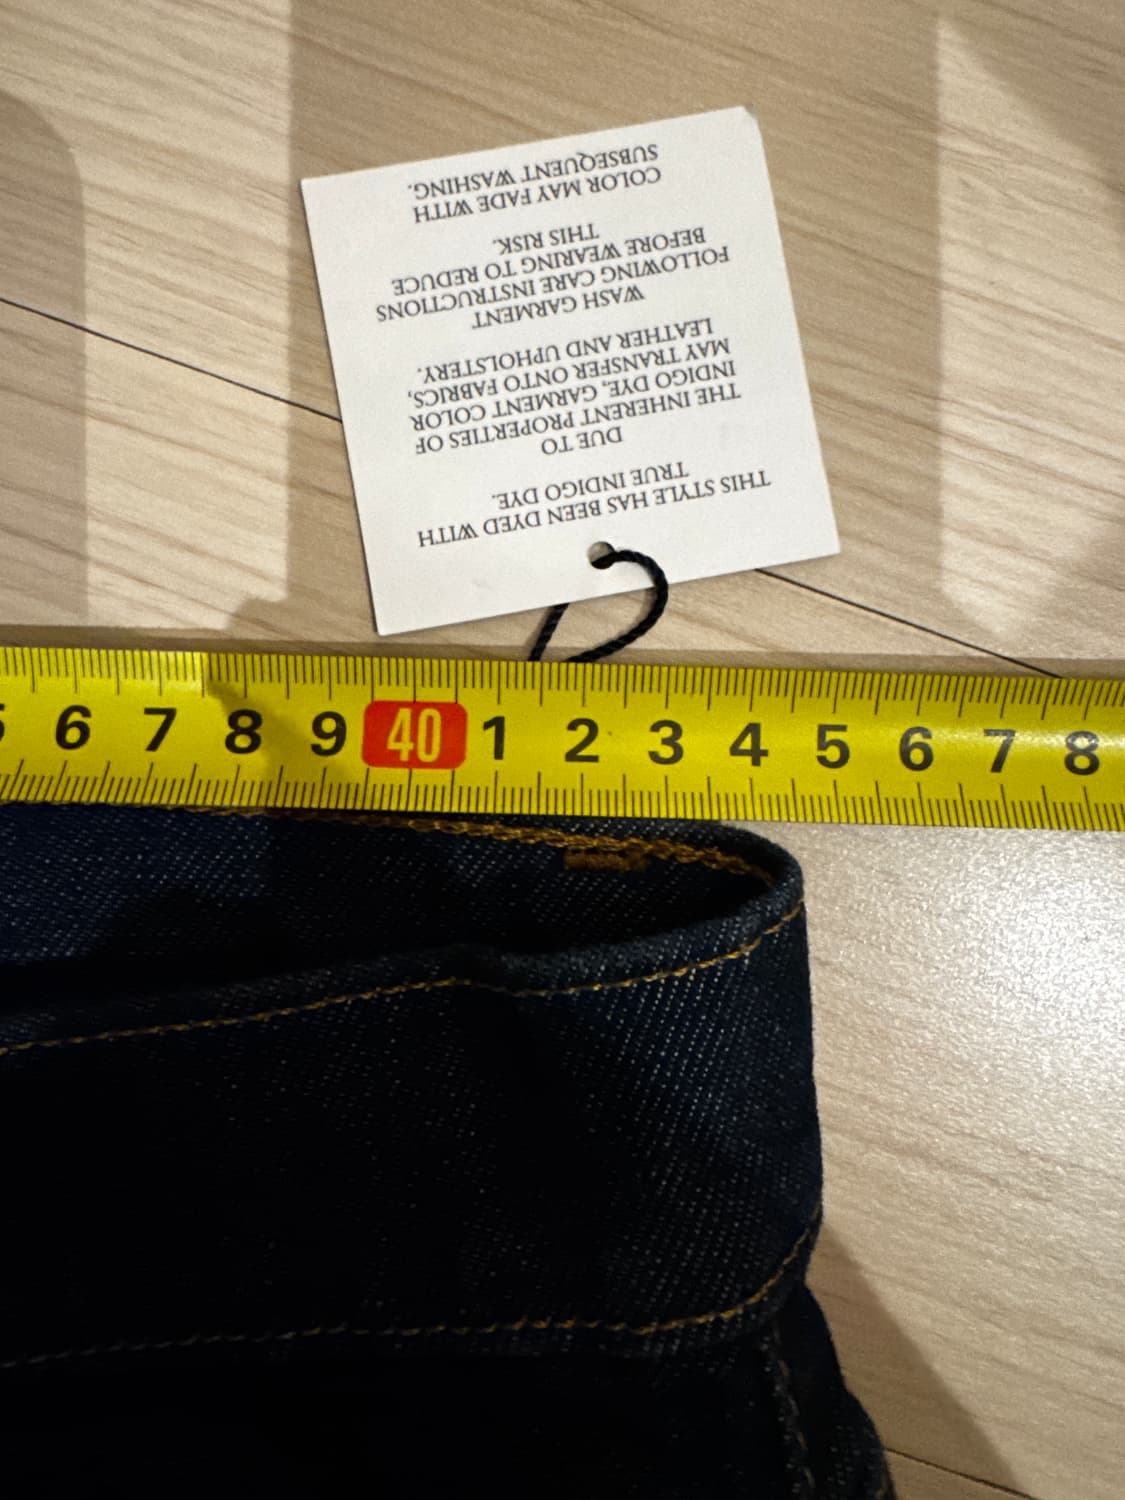 THIS STYLE HAS BEEN DYED WITH
TRUE INDIGO DYE.
DUE TO
THE INHERENT PROPERTIES OF
INDIGO DYE, GARMENT COLOR
MAY TRANSFER ONTO FABRICS,
LEATHER AND UPHOLSTERY.
WASH GARMENT
FOLLOWING CARE INSTRUCTIONS
BEFORE WEARING TO REDUCE
THIS RISK.
COLOR MAY FADE WITH
SUBSEQUENT WASHING.
6 7 8 9 40 1 2 3 4 5 6 7 8